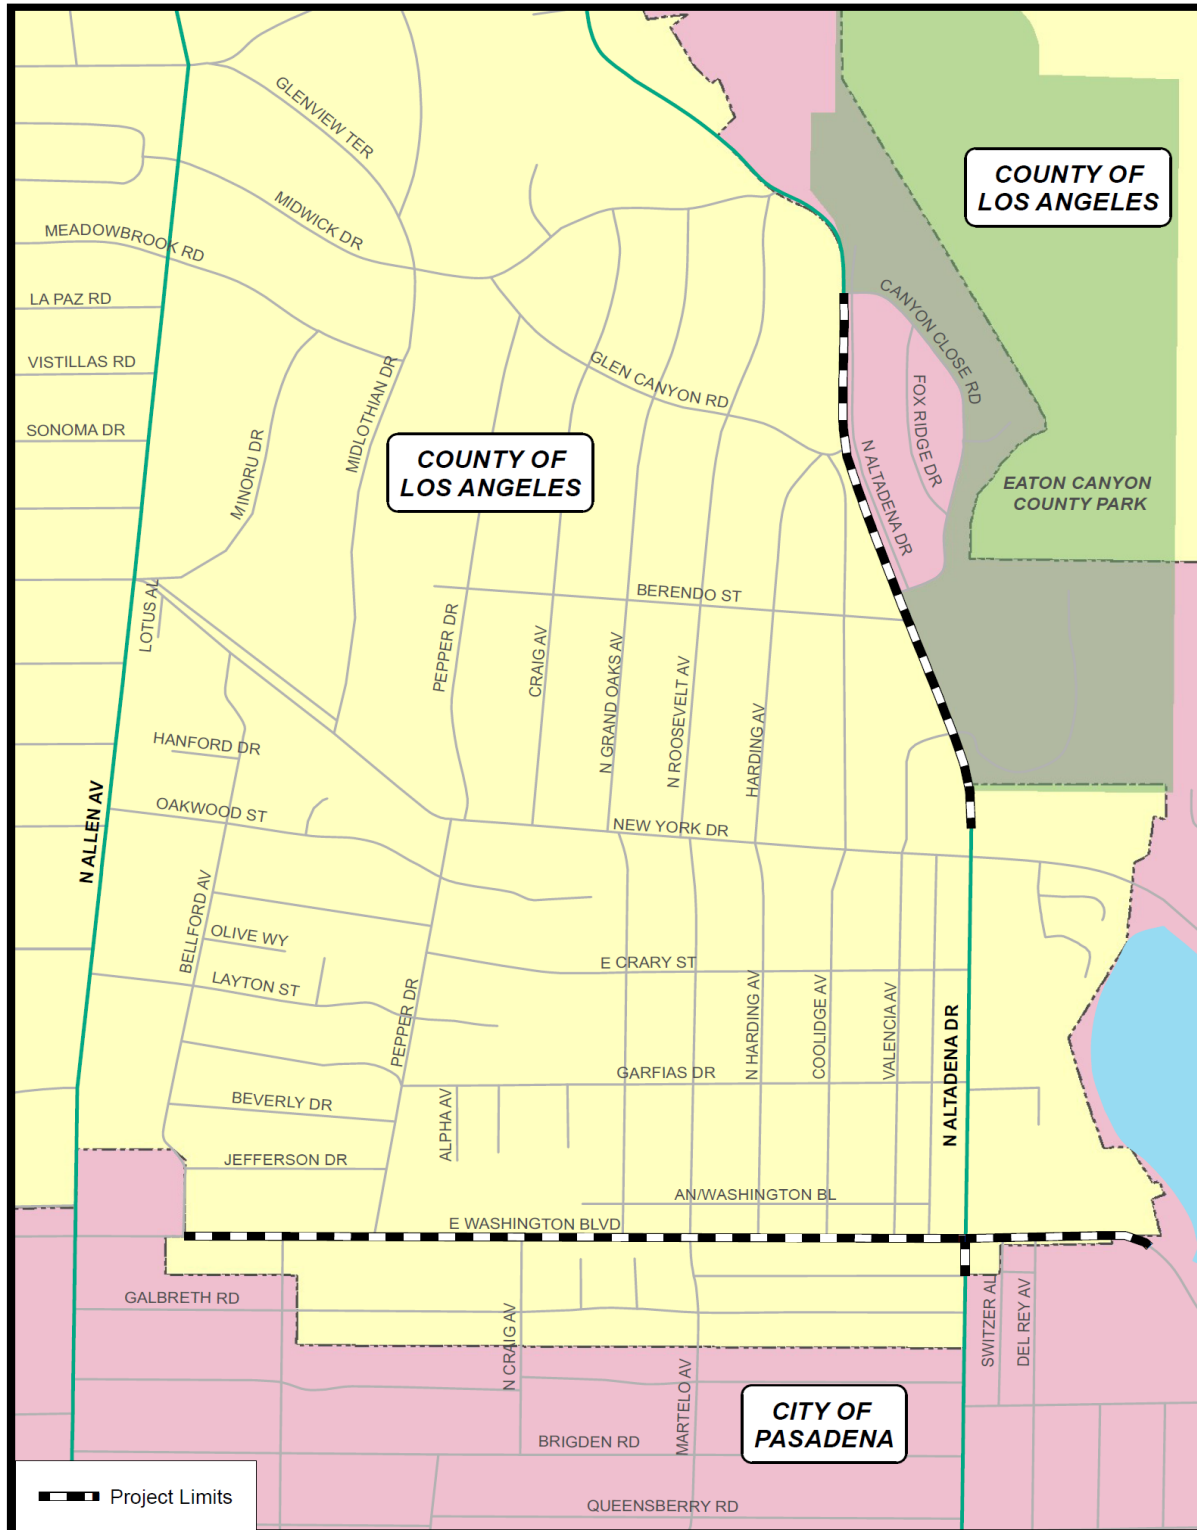 GLENVIEW TER
COUNTY OF
LOS ANGELES
MIDWICK DR
MEADOWBROOK RD
LA PAZ RD
CANYON CLOSE RD
VISTILLAS RD
GLEN CANYON RD
MIDLOTHIAN DR
FOX RIDGE DR
SONOMA DR
MINORU DR
COUNTY OF
LOS ANGELES
N ALTADENA DR
EATON CANYON
COUNTY PARK
LOTUS AL
BERENDO ST
PEPPER DR
CRAIG AV
N GRAND OAKS AV
N ROOSEVELT AV
HARDING AV
HANFORD DR
N ALLEN AV
OAKWOOD ST
NEW YORK DR
BELLFORD AV
OLIVE WY
E CRARY ST
LAYTON ST
PEPPER DR
N HARDING AV
COOLIDGE AV
VALENCIA AV
N ALTADENA DR
GARFIAS DR
BEVERLY DR
ALPHA AV
JEFFERSON DR
AN/WASHINGTON BL
E WASHINGTON BLVD
GALBRETH RD
N CRAIG AV
SWITZER AL
DEL REY AV
MARTELO AV
CITY OF
PASADENA
BRIGDEN RD
Project Limits
QUEENSBERRY RD